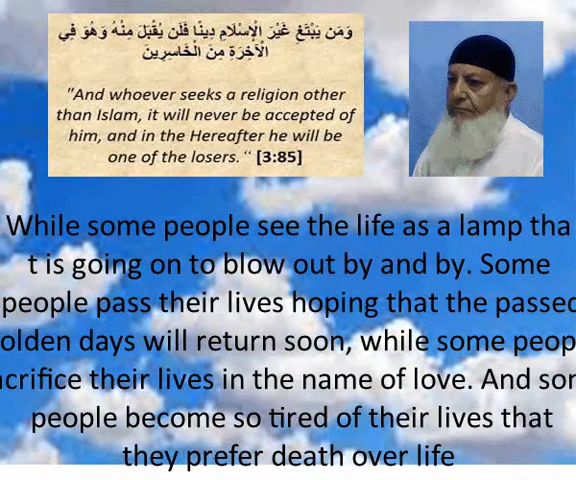 وَمَن يَبْتَغِ غَيْرَ الْإِسْلَامِ دِينًا فَلَن يُقْبَلَ مِنْهُ وَهُوَ فِي
الْآخِرَةِ مِنَ الْخَاسِرِينَ
"And whoever seeks a religion other
than Islam, it will never be accepted of
him, and in the Hereafter he will be
one of the losers. " [3:85]
While some people see the life as a lamp tha
t is going on to blow out by and by. Some
people pass their lives hoping that the passed
olden days will return soon, while some peop
acrifice their lives in the name of love. And som
people become so tired of their lives that
they prefer death over life